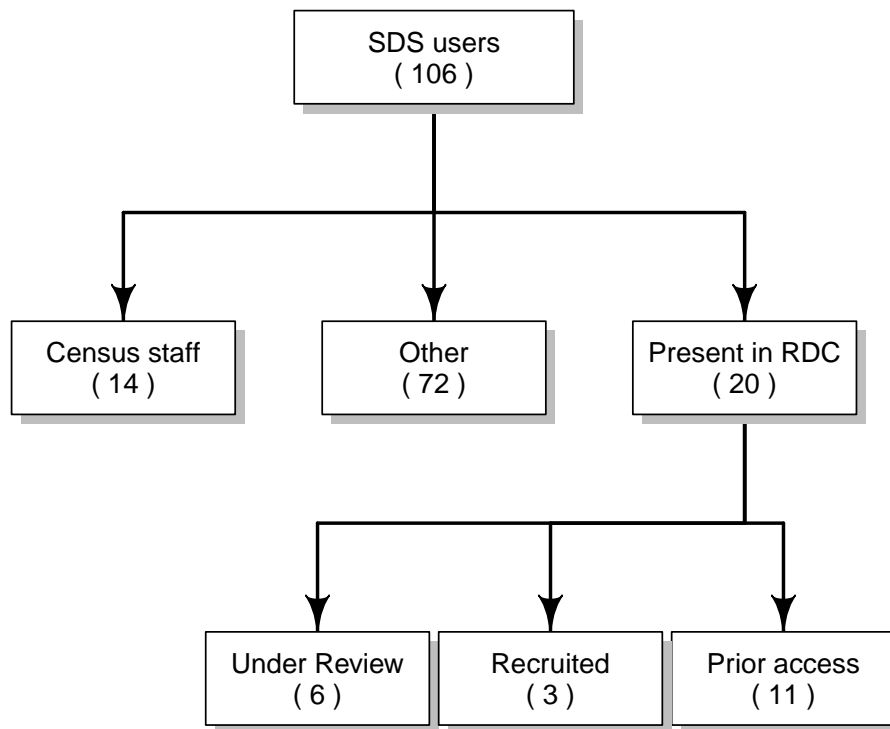 SDS users
( 106 )
Census staff
( 14 )
Other
( 72 )
Present in RDC
( 20 )
Under Review
( 6 )
Recruited
( 3 )
Prior access
( 11 )